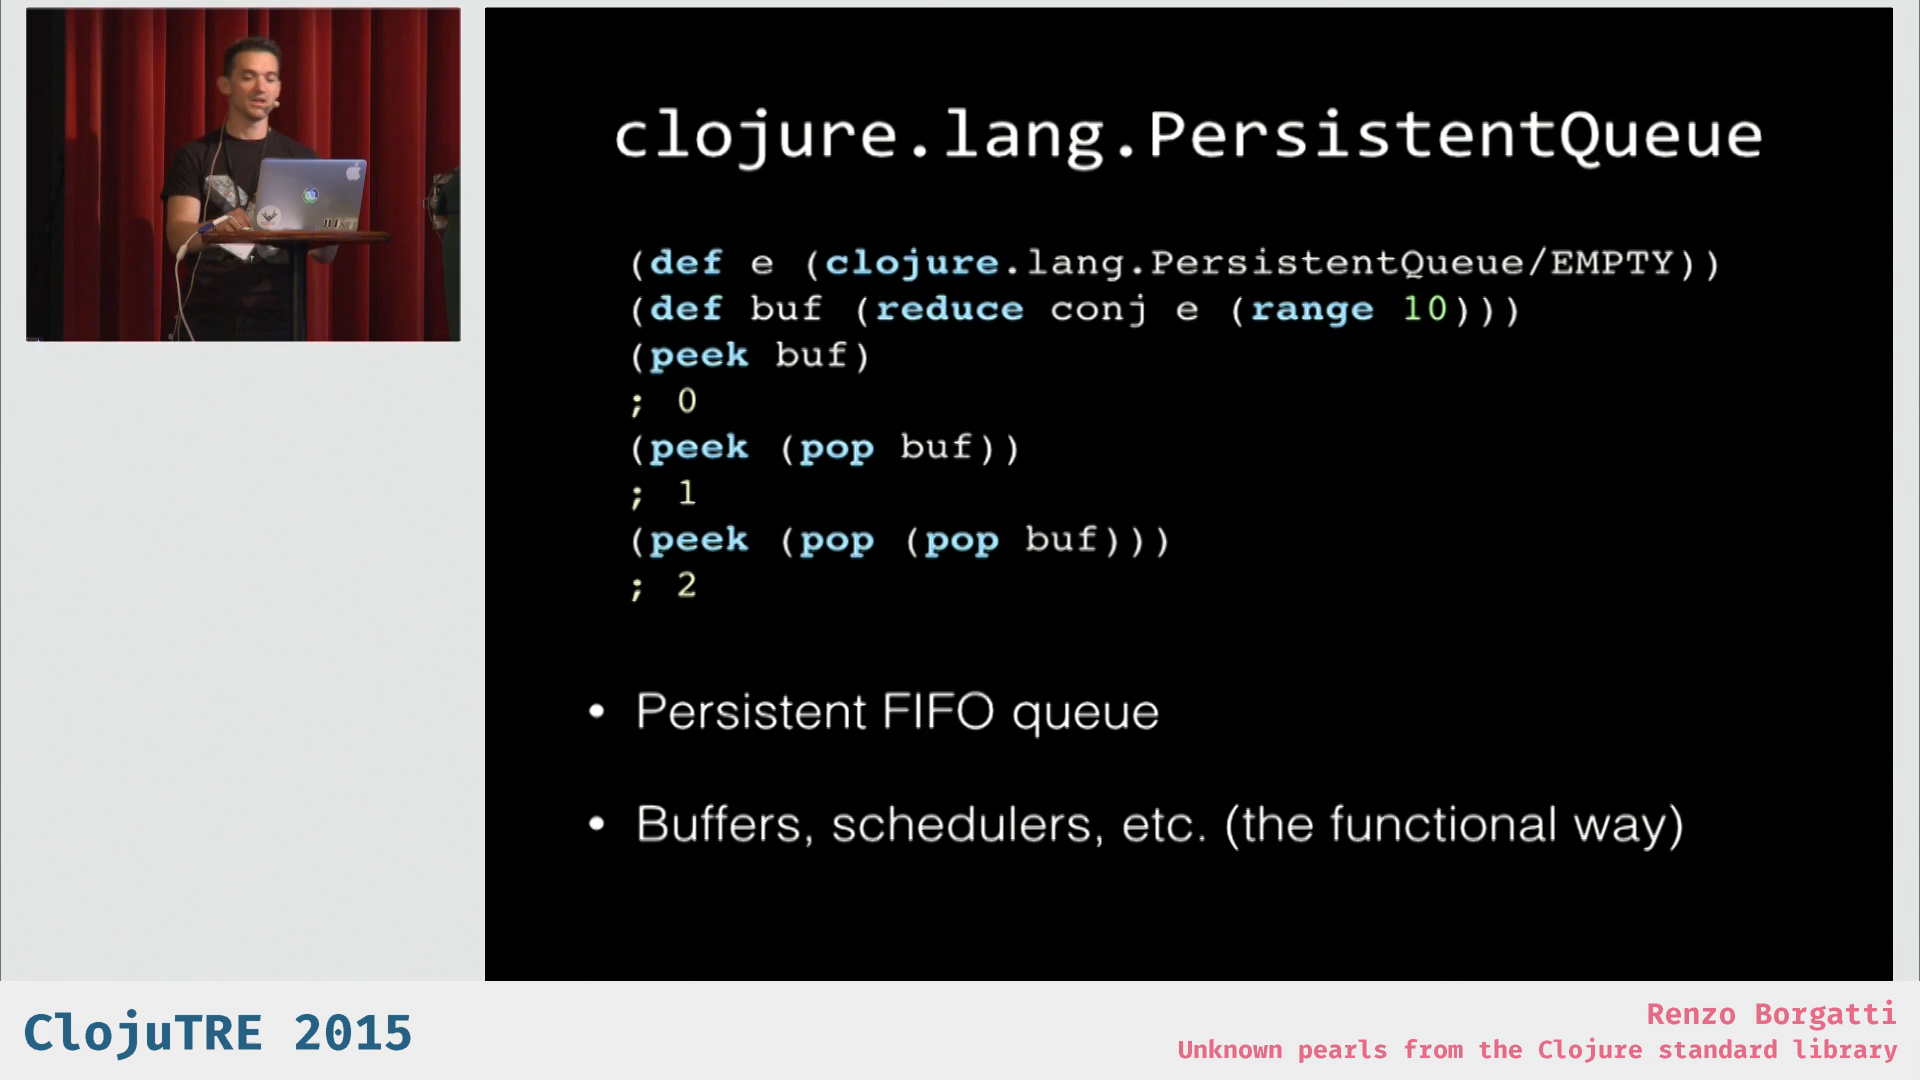 clojure.lang.PersistentQueue
(def e (clojure.lang.PersistentQueue/EMPTY))
(def buf (reduce conj e (range 10)))
(peek buf)
; 0
(peek (pop buf))
; 1
(peek (pop (pop buf)))
; 2
• Persistent FIFO queue
• Buffers, schedulers, etc. (the functional way)
ClojuTRE 2015
Renzo Borgatti
Unknown pearls from the Clojure standard library